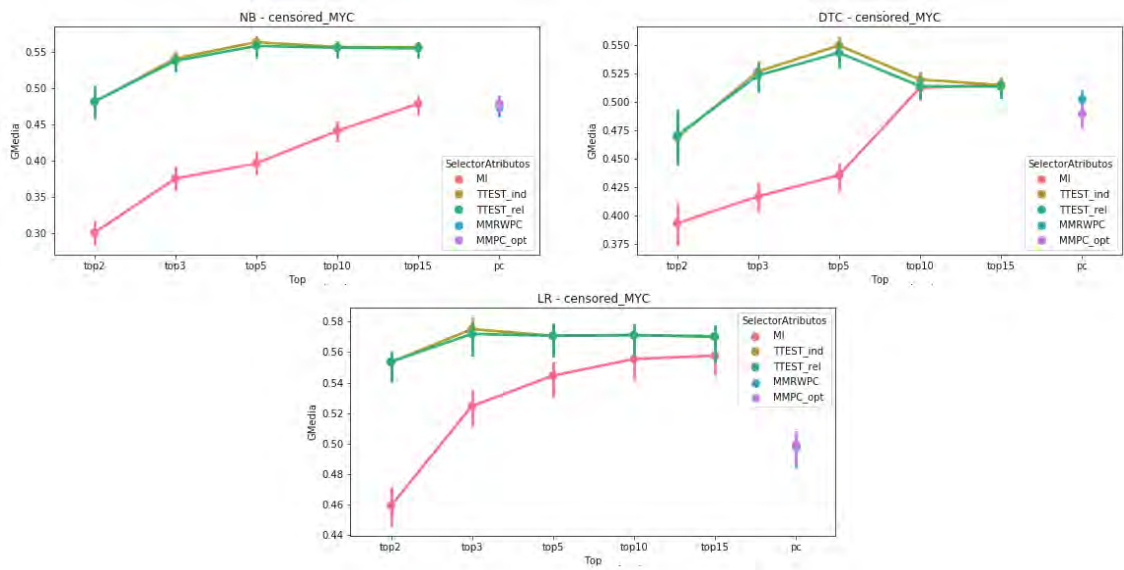 NB - censored_MYC
GMedia
0.55
0.50
0.45
0.40
0.35
0.30
top2
top3
top5
top10
top15
pc
Top
SelectorAtributos
MI
TTEST_ind
TTEST_rel
MMRWPC
MMPC_opt
DTC - censored_MYC
GMedia
0.550
0.525
0.500
0.475
0.450
0.425
0.400
0.375
top2
top3
top5
top10
top15
pc
Top
SelectorAtributos
MI
TTEST_ind
TTEST_rel
MMRWPC
MMPC_opt
LR - censored_MYC
GMedia
0.58
0.56
0.54
0.52
0.50
0.48
0.46
0.44
top2
top3
top5
top10
top15
pc
Top
SelectorAtributos
MI
TTEST_ind
TTEST_rel
MMRWPC
MMPC_opt